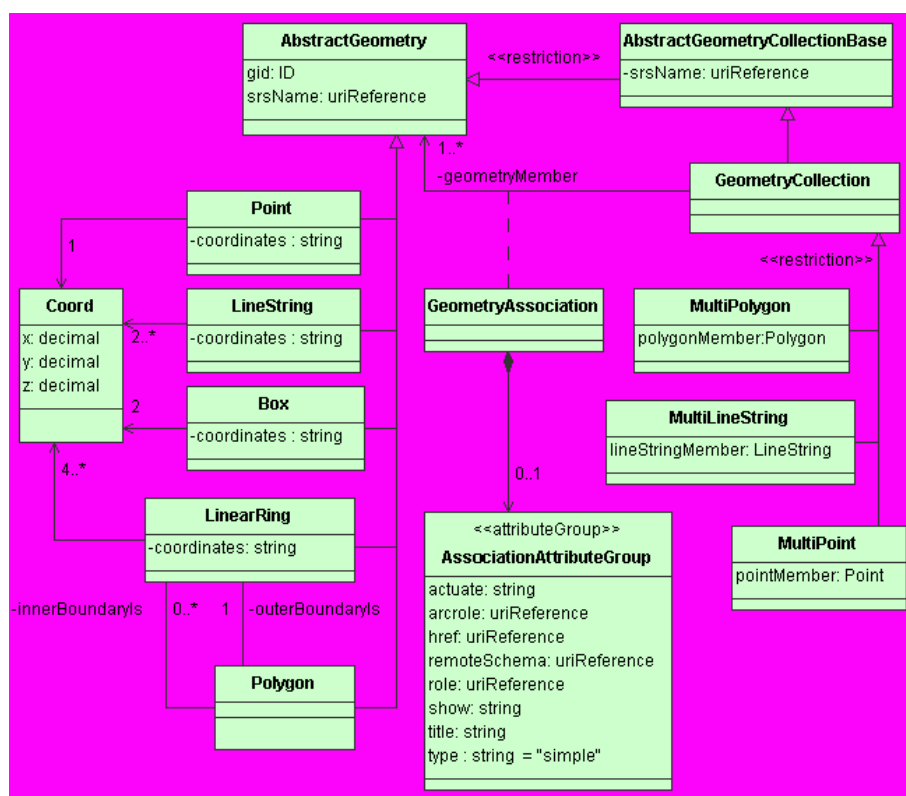 AbstractGeometry
gid: ID
srsName: uriReference
<<restriction>>
AbstractGeometryCollectionBase
-srsName: uriReference
1..*
-geometryMember
GeometryCollection
<<restriction>>
Point
-coordinates : string
1
Coord
x: decimal
y: decimal
z: decimal
LineString
-coordinates: string
2..*
GeometryAssociation
MultiPolygon
polygonMember:Polygon
Box
-coordinates: string
2
MultiLineString
lineStringMember: LineString
4..*
0..1
LinearRing
-coordinates: string
<<attributeGroup>>
AssociationAttributeGroup
actuate: string
arcrole: uriReference
href: uriReference
remoteSchema: uriReference
role: uriReference
show: string
title: string
type : string = "simple"
MultiPoint
pointMember: Point
-innerBoundaryIs
0..*
1
-outerBoundaryIs
Polygon